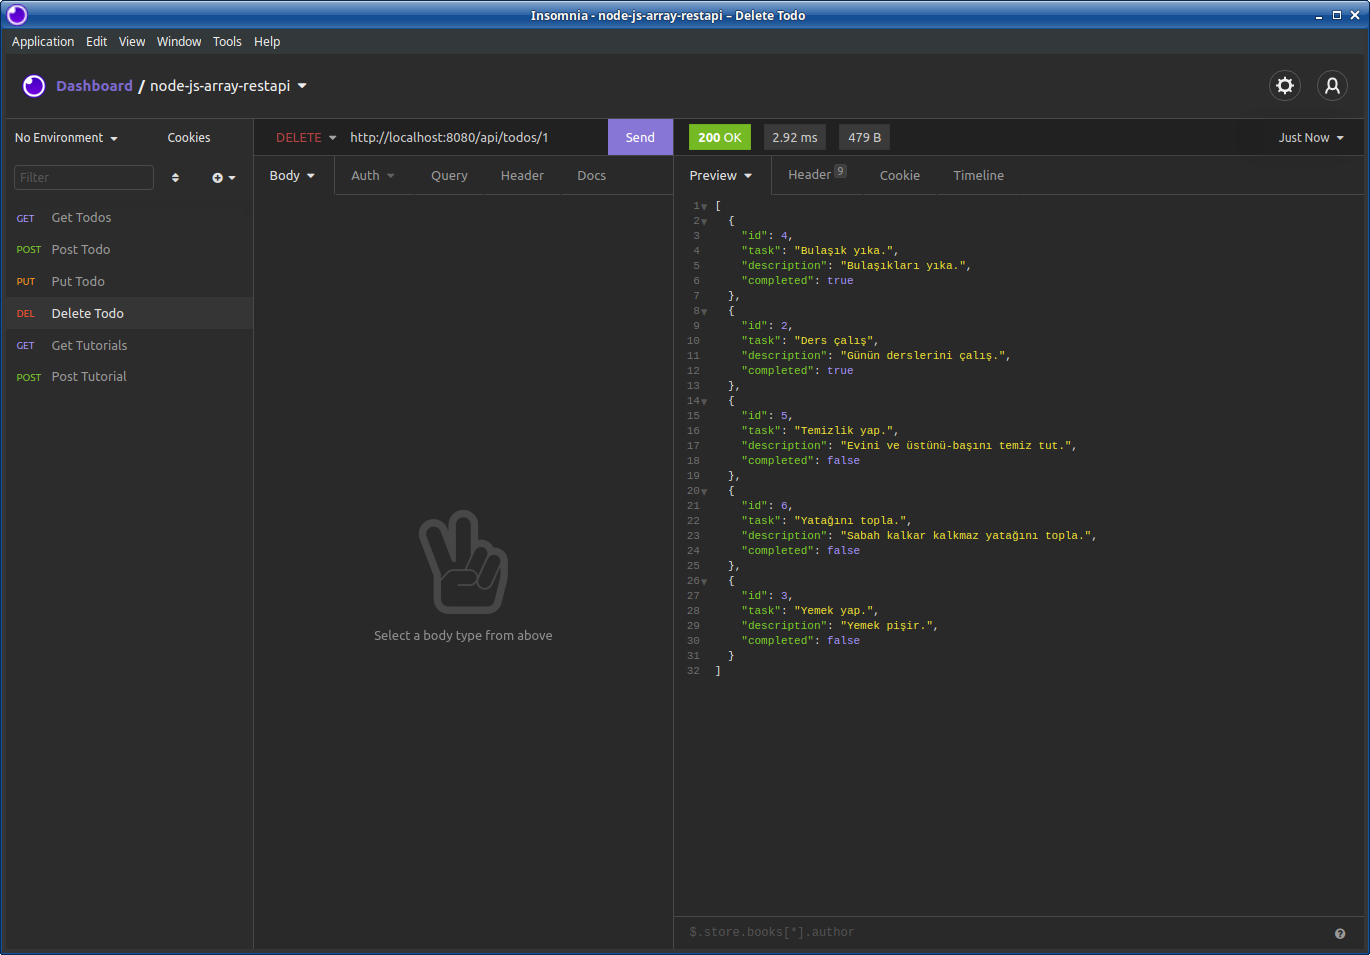 Insomnia - node-js-array-restapi – Delete Todo
Application Edit View Window Tools Help
Dashboard / node-js-array-restapi
No Environment Cookies
Filter
GET Get Todos
POST Post Todo
PUT Put Todo
DEL Delete Todo
GET Get Tutorials
POST Post Tutorial
DELETE http://localhost:8080/api/todos/1 Send
Body Auth Query Header Docs
Select a body type from above
200 OK 2.92 ms 479 B Just Now
Preview Header 9 Cookie Timeline
1 [
2 {
3 "id": 4,
4 "task": "Bulaşık yıka.",
5 "description": "Bulaşıkları yıka.",
6 "completed": true
7 },
8 {
9 "id": 2,
10 "task": "Ders çalış",
11 "description": "Günün derslerini çalış.",
12 "completed": true
13 },
14 {
15 "id": 5,
16 "task": "Temizlik yap.",
17 "description": "Evini ve üstünü-başını temiz tut.",
18 "completed": false
19 },
20 {
21 "id": 6,
22 "task": "Yatağını topla.",
23 "description": "Sabah kalkar kalkmaz yatağını topla.",
24 "completed": false
25 },
26 {
27 "id": 3,
28 "task": "Yemek yap.",
29 "description": "Yemek pişir.",
30 "completed": false
31 }
32 ]
$.store.books[*].author